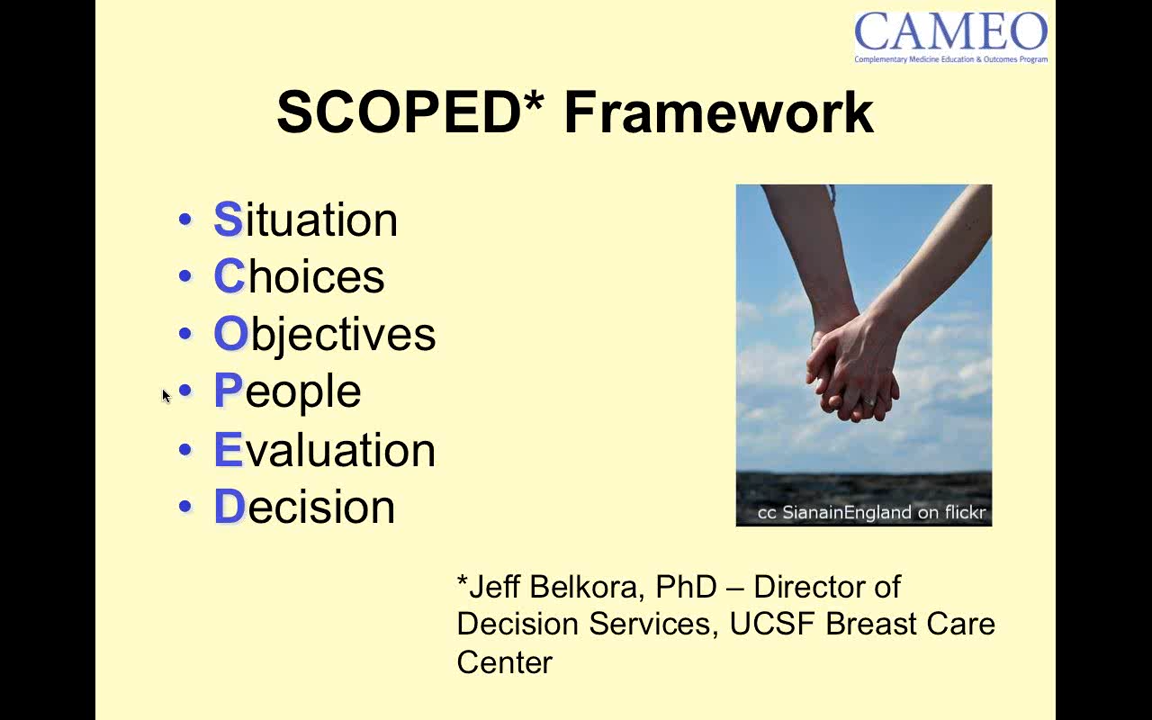 CAMEO
Complementary Medicine Education & Outcomes Program
SCOPED* Framework
• Situation
• Choices
• Objectives
• People
• Evaluation
• Decision
cc SianainEngland on flickr
*Jeff Belkora, PhD – Director of
Decision Services, UCSF Breast Care
Center